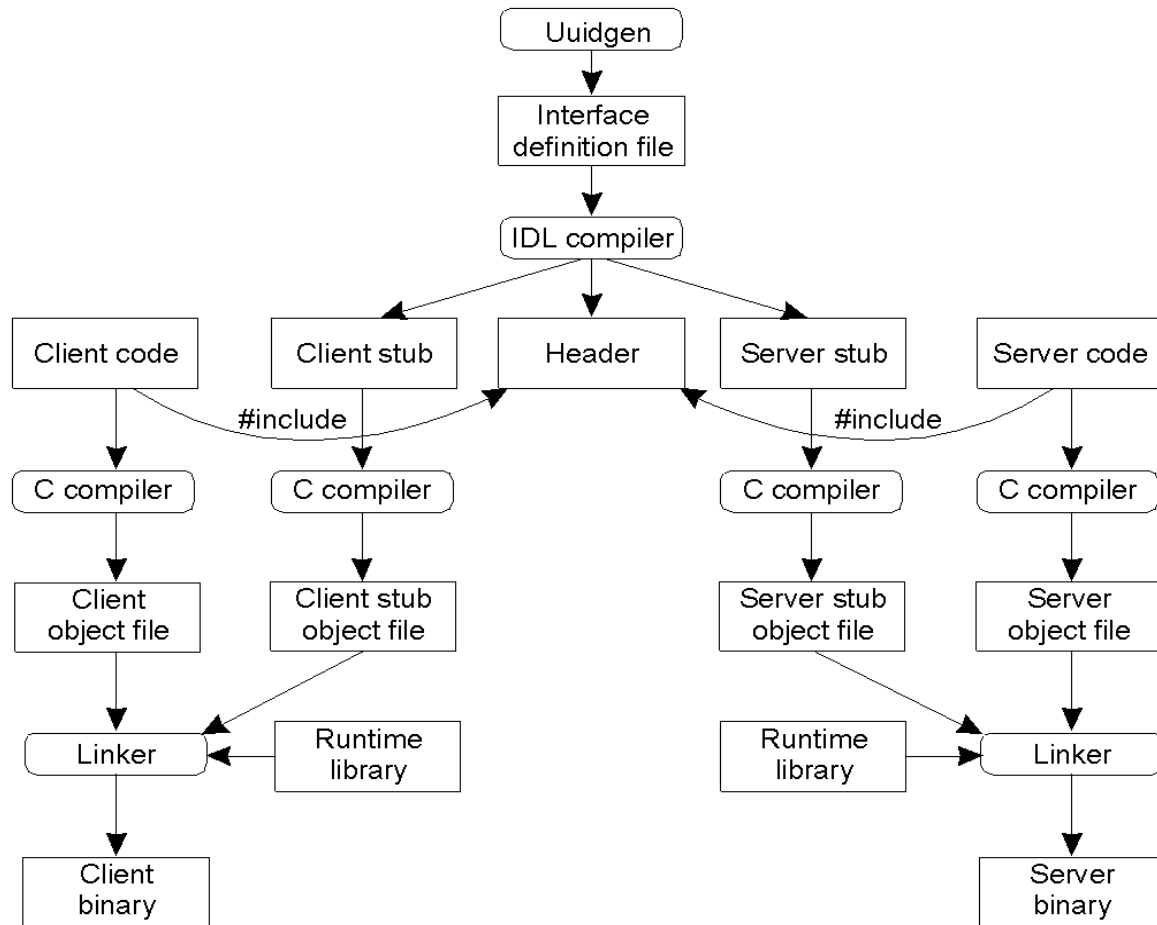 Uuidgen
Interface
definition file
IDL compiler
Client code
Client stub
Header
Server stub
Server code
#include
#include
C compiler
C compiler
C compiler
C compiler
Client
object file
Client stub
object file
Server stub
object file
Server
object file
Linker
Runtime
library
Runtime
library
Linker
Client
binary
Server
binary